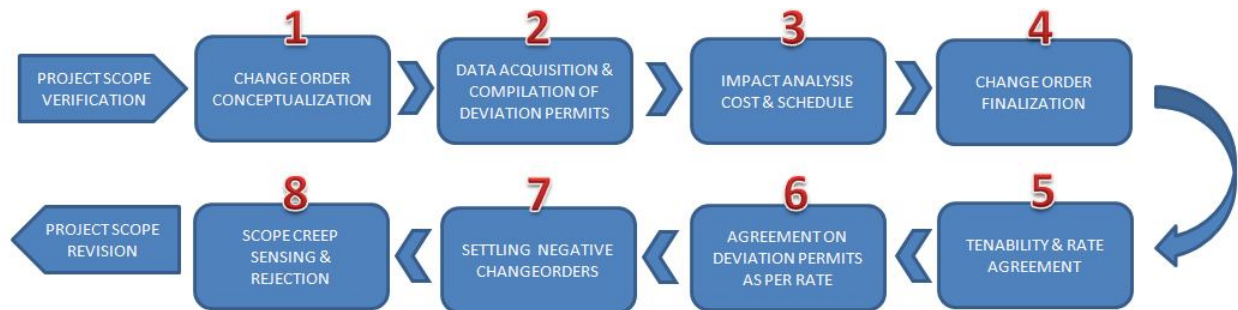 1
2
3
4
PROJECT SCOPE
VERIFICATION
CHANGE ORDER
CONCEPTUALIZATION
DATA ACQUISITION &
COMPILATION OF
DEVIATION PERMITS
IMPACT ANALYSIS
COST & SCHEDULE
CHANGE ORDER
FINALIZATION
5
TENABILITY & RATE
AGREEMENT
6
AGREEMENT ON
DEVIATION PERMITS
AS PER RATE
7
SETTLING NEGATIVE
CHANGEORDERS
8
SCOPE CREEP
SENSING &
REJECTION
PROJECT SCOPE
REVISION